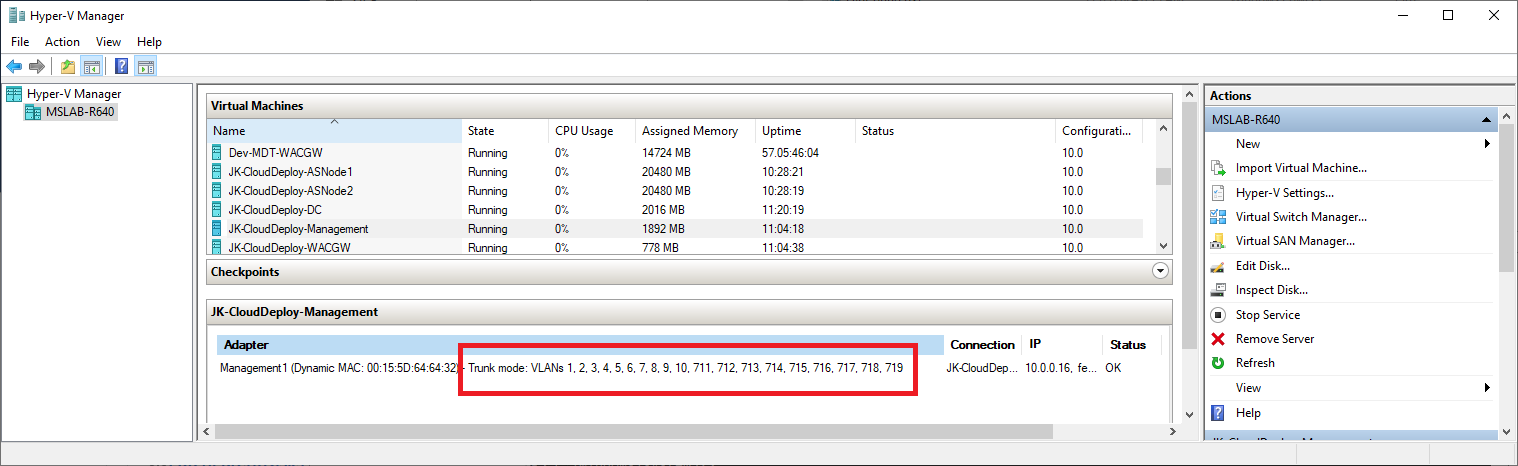 Hyper-V Manager
File Action View Help
Hyper-V Manager
MSLAB-R640
Virtual Machines
Name State CPU Usage Assigned Memory Uptime Status Configurati...
Dev-MDT-WACGW Running 0% 14724 MB 57.05:46:04 10.0
JK-CloudDeploy-ASNode1 Running 0% 20480 MB 10:28:21 10.0
JK-CloudDeploy-ASNode2 Running 0% 20480 MB 10:28:19 10.0
JK-CloudDeploy-DC Running 0% 2016 MB 11:20:19 10.0
JK-CloudDeploy-Management Running 0% 1892 MB 11:04:18 10.0
JK-CloudDeploy-WACGW Running 0% 778 MB 11:04:38 10.0
Checkpoints
JK-CloudDeploy-Management
Adapter Connection IP Status
Management1 (Dynamic MAC: 00:15:5D:64:64:32) - Trunk mode: VLANs 1, 2, 3, 4, 5, 6, 7, 8, 9, 10, 711, 712, 713, 714, 715, 716, 717, 718, 719 JK-CloudDep... 10.0.0.16, fe... OK
Actions
MSLAB-R640
New
Import Virtual Machine...
Hyper-V Settings...
Virtual Switch Manager...
Virtual SAN Manager...
Edit Disk...
Inspect Disk...
Stop Service
Remove Server
Refresh
View
Help